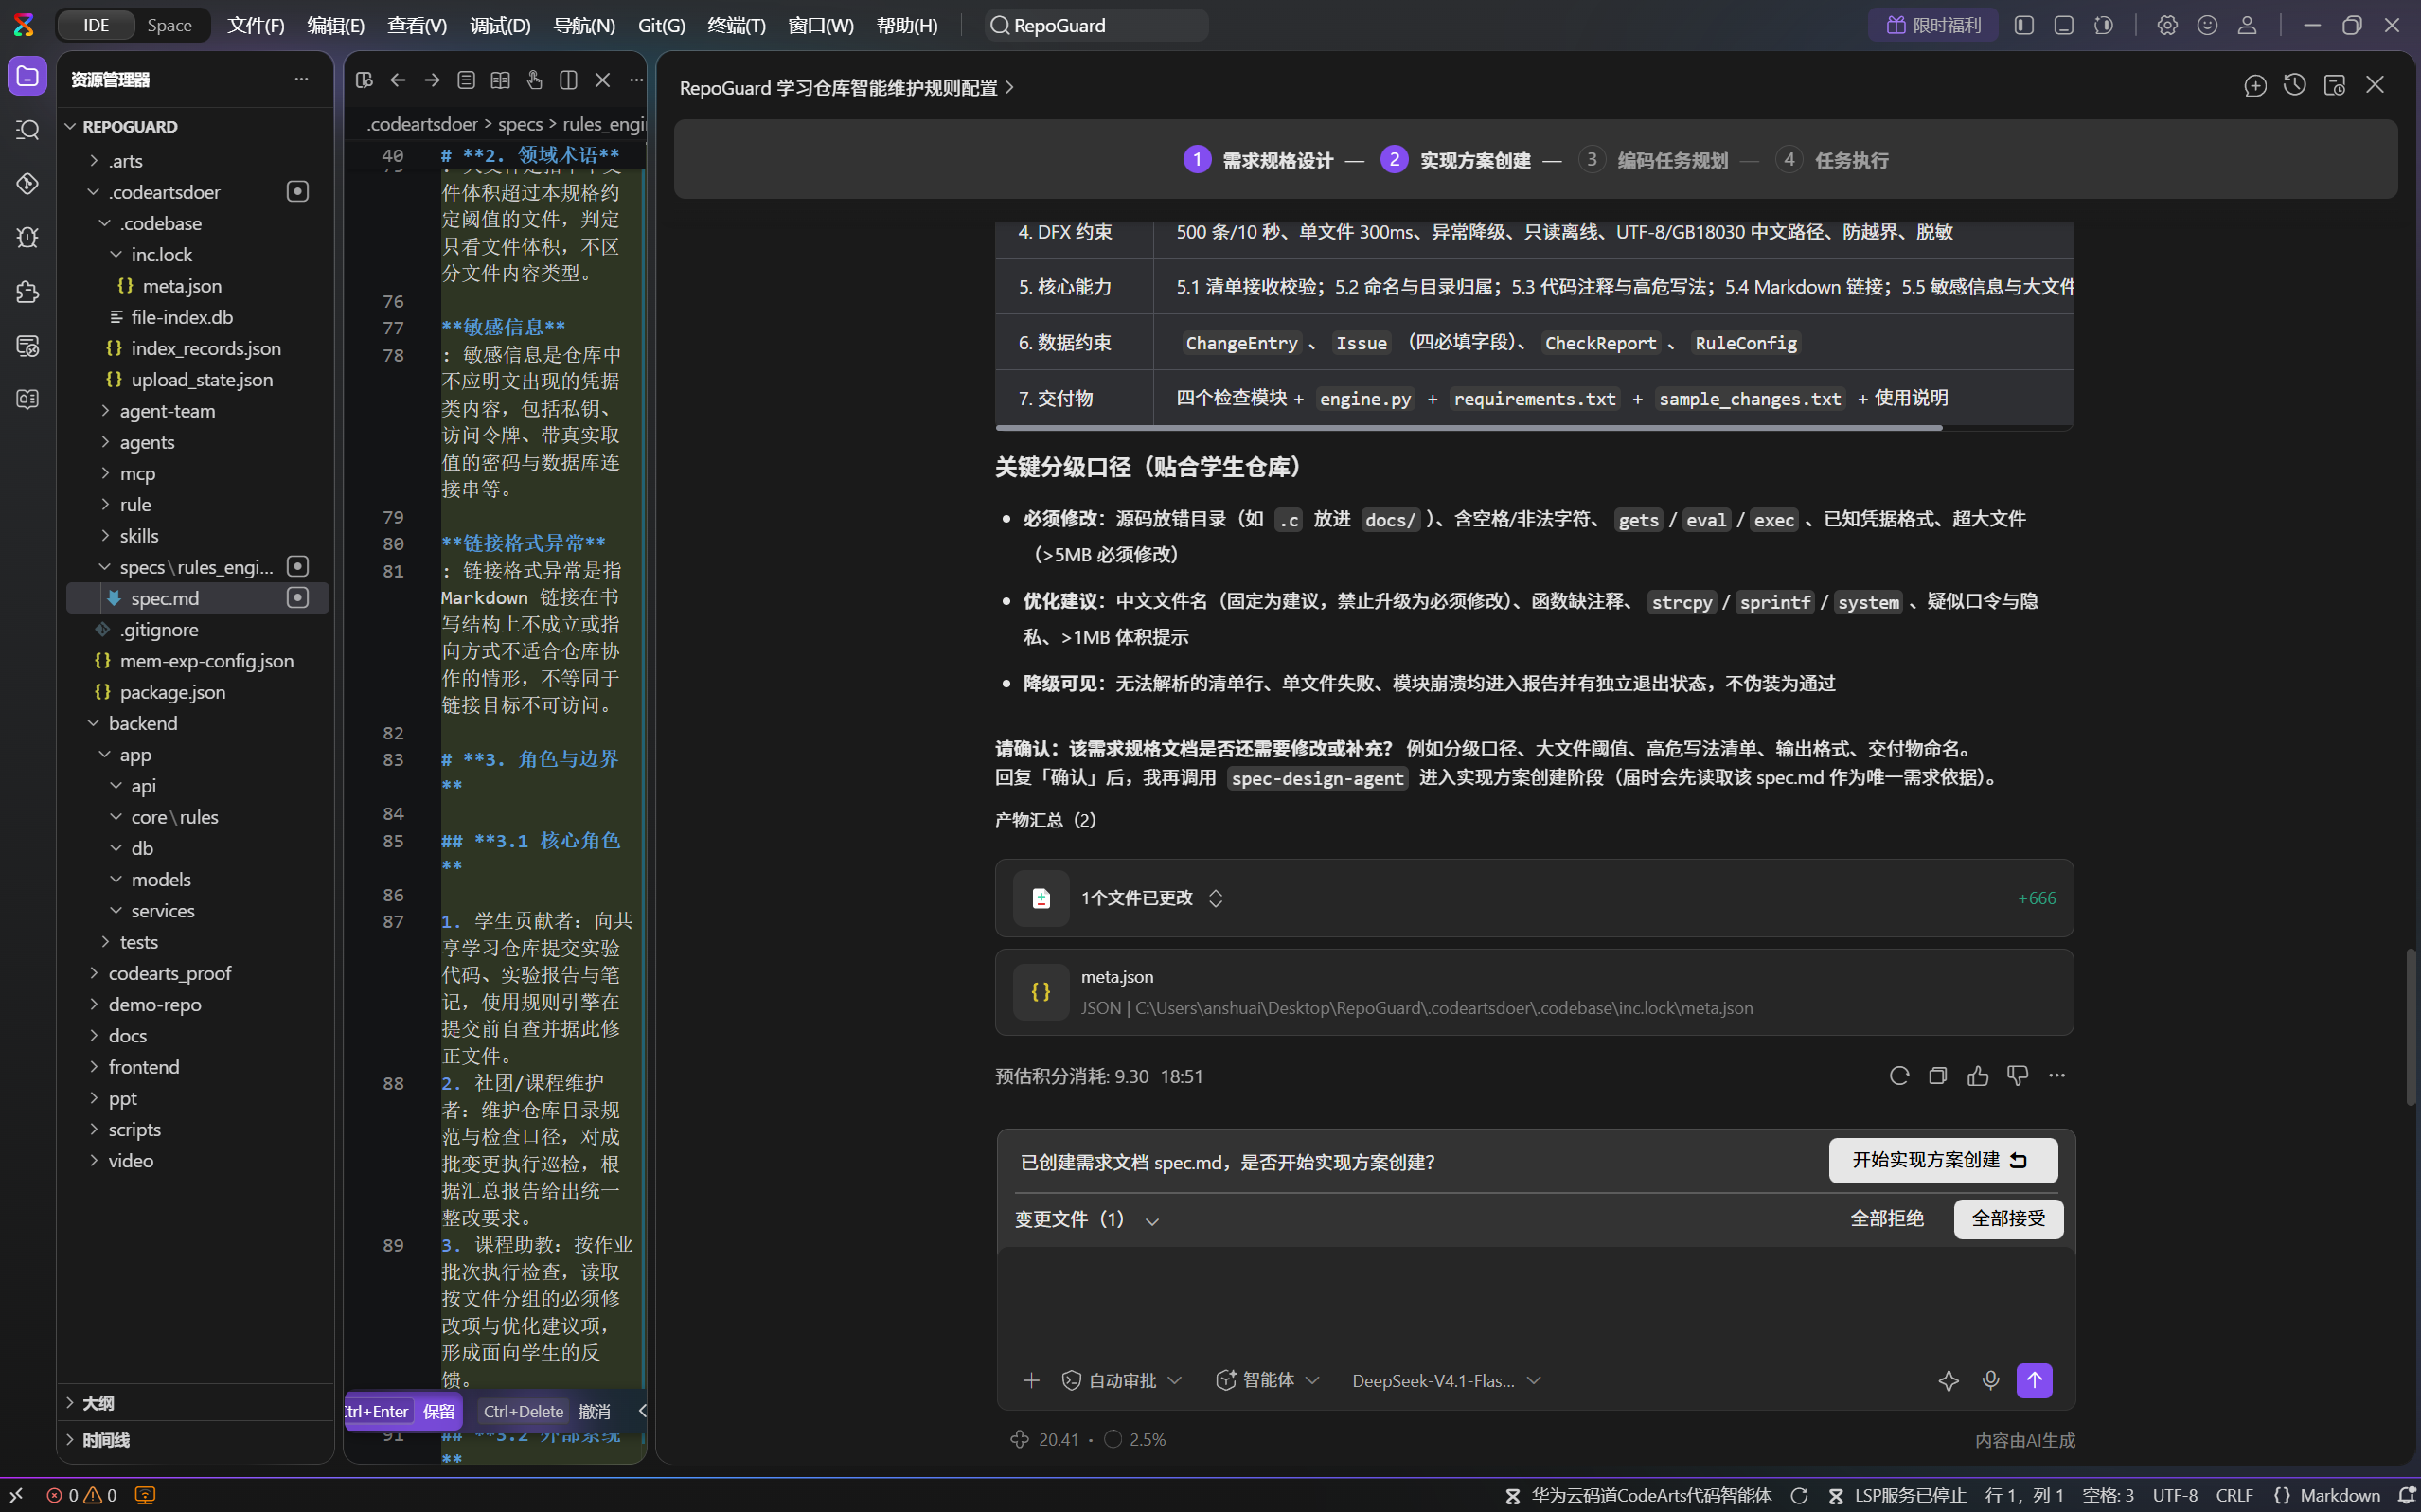 IDE Space 文件(F) 编辑(E) 查看(V) 调试(D) 导航(N) Git(G) 终端(T) 窗口(W) 帮助(H) RepoGuard 限时福利
资源管理器
REPOGUARD
.arts
.codeartsdoer
.codebase
inc.lock
meta.json
file-index.db
index_records.json
upload_state.json
agent-team
agents
mcp
rule
skills
specs\rules_engi...
spec.md
.gitignore
mem-exp-config.json
package.json
backend
app
api
core\rules
db
models
services
tests
codearts_proof
demo-repo
docs
frontend
ppt
scripts
video
大纲
时间线
.codeartsdoer > specs > rules_engi
40 # **2. 领域术语**
件体积超过本规格约
定阈值的文件，判定
只看文件体积，不区
分文件内容类型。
76
77 **敏感信息**
78 : 敏感信息是仓库中
不应明文出现的凭据
类内容，包括私钥、
访问令牌、带真实取
值的密码与数据库连
接串等。
79
80 **链接格式异常**
81 : 链接格式异常是指
Markdown 链接在书
写结构上不成立或指
向方式不适合仓库协
作的情形，不等同于
链接目标不可访问。
82
83 # **3. 角色与边界
**
84
85 ## **3.1 核心角色
**
86
87 1. 学生贡献者：向共
享学习仓库提交实验
代码、实验报告与笔
记，使用规则引擎在
提交前自查并据此修
正文件。
88 2. 社团/课程维护
者：维护仓库目录规
范与检查口径，对成
批变更执行巡检，根
据汇总报告给出统一
整改要求。
89 3. 课程助教：按作业
批次执行检查，读取
按文件分组的必须修
改项与优化建议项，
形成面向学生的反
馈。
Ctrl+Enter 保留 Ctrl+Delete 撤消
91 ## **3.2 外部系统
**
RepoGuard 学习仓库智能维护规则配置
1 需求规格设计 — 2 实现方案创建 — 3 编码任务规划 — 4 任务执行
4. DFX 约束 500 条/10 秒、单文件 300ms、异常降级、只读离线、UTF-8/GB18030 中文路径、防越界、脱敏
5. 核心能力 5.1 清单接收校验；5.2 命名与目录归属；5.3 代码注释与高危写法；5.4 Markdown 链接；5.5 敏感信息与大文件
6. 数据约束 ChangeEntry 、 Issue （四必填字段）、 CheckReport 、 RuleConfig
7. 交付物 四个检查模块 + engine.py + requirements.txt + sample_changes.txt + 使用说明
关键分级口径（贴合学生仓库）
• 必须修改：源码放错目录（如 .c 放进 docs/ ）、含空格/非法字符、 gets / eval / exec 、已知凭据格式、超大文件
（>5MB 必须修改）
• 优化建议：中文文件名（固定为建议，禁止升级为必须修改）、函数缺注释、 strcpy / sprintf / system 、疑似口令与隐
私、>1MB 体积提示
• 降级可见：无法解析的清单行、单文件失败、模块崩溃均进入报告并有独立退出状态，不伪装为通过
请确认：该需求规格文档是否还需要修改或补充？ 例如分级口径、大文件阈值、高危写法清单、输出格式、交付物命名。
回复「确认」后，我再调用 spec-design-agent 进入实现方案创建阶段（届时会先读取该 spec.md 作为唯一需求依据）。
产物汇总（2）
1个文件已更改 +666
meta.json
JSON | C:\Users\anshuai\Desktop\RepoGuard\.codeartsdoer\.codebase\inc.lock\meta.json
预估积分消耗: 9.30 18:51
已创建需求文档 spec.md，是否开始实现方案创建? 开始实现方案创建
变更文件（1） 全部拒绝 全部接受
自动审批 智能体 DeepSeek-V4.1-Flas...
20.41 · 2.5% 内容由AI生成
0 0 华为云码道CodeArts代码智能体 LSP服务已停止 行 1，列 1 空格: 3 UTF-8 CRLF {} Markdown